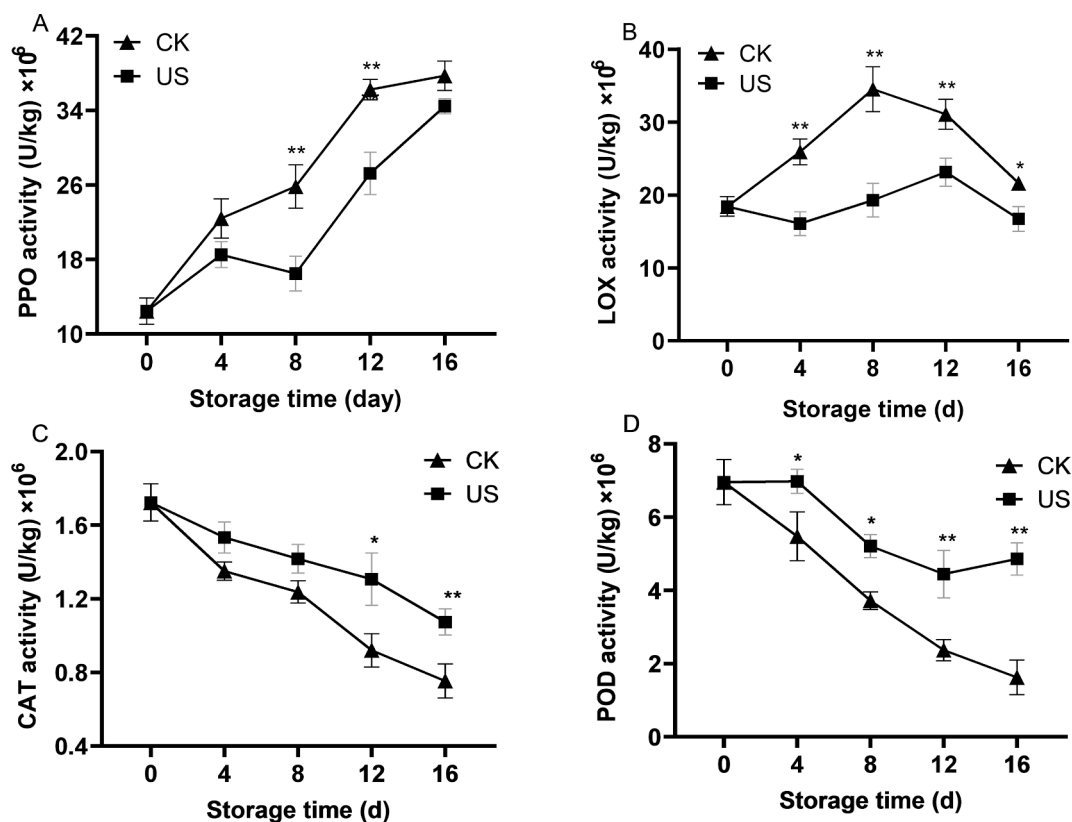 A
PPO activity (U/kg) ×10⁶
42
34
26
18
10
CK
US
**
**
0 4 8 12 16
Storage time (day)
B
LOX activity (U/kg) ×10⁶
40
30
20
10
0
CK
US
**
**
**
*
0 4 8 12 16
Storage time (d)
C
CAT activity (U/kg) ×10⁶
2.0
1.6
1.2
0.8
0.4
CK
US
*
**
0 4 8 12 16
Storage time (d)
D
POD activity (U/kg) ×10⁶
8
6
4
2
0
CK
US
*
*
**
**
0 4 8 12 16
Storage time (d)